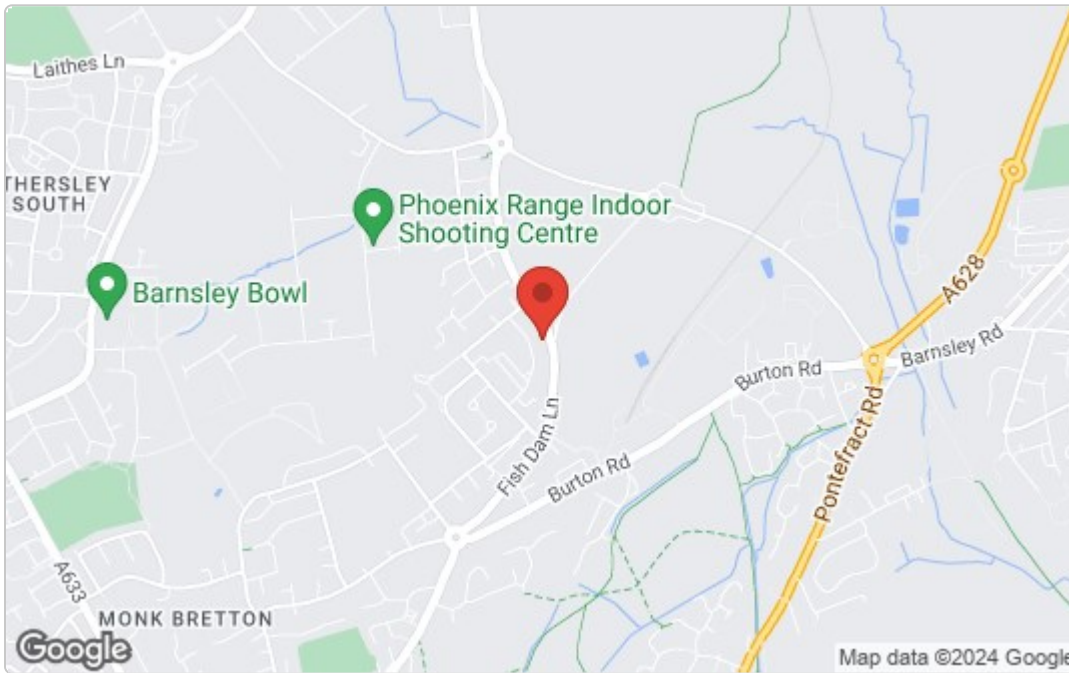 Laithes Ln
THERSLEY
SOUTH
Phoenix Range Indoor
Shooting Centre
Barnsley Bowl
A628
Barnsley Rd
Burton Rd
Pontefract Rd
Fish Dam Ln
Burton Rd
A633
MONK BRETTON
Google
Map data ©2024 Google